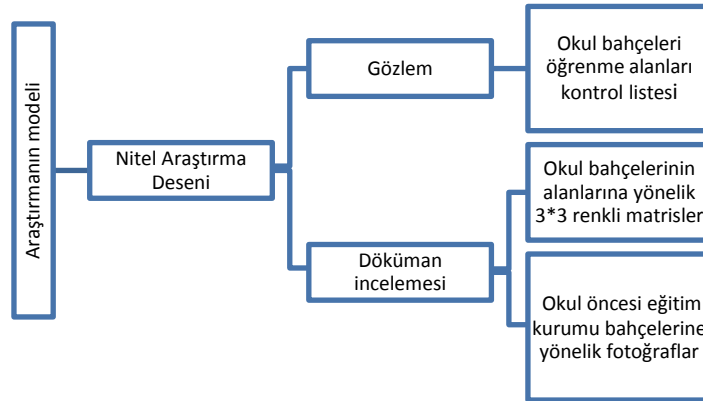 Araştırmanın modeli
Nitel Araştırma
Deseni
Gözlem
Okul bahçeleri
öğrenme alanları
kontrol listesi
Döküman
incelemesi
Okul bahçelerinin
alanlarına yönelik
3*3 renkli matrisler
Okul öncesi eğitim
kurumu bahçelerine
yönelik fotoğraflar